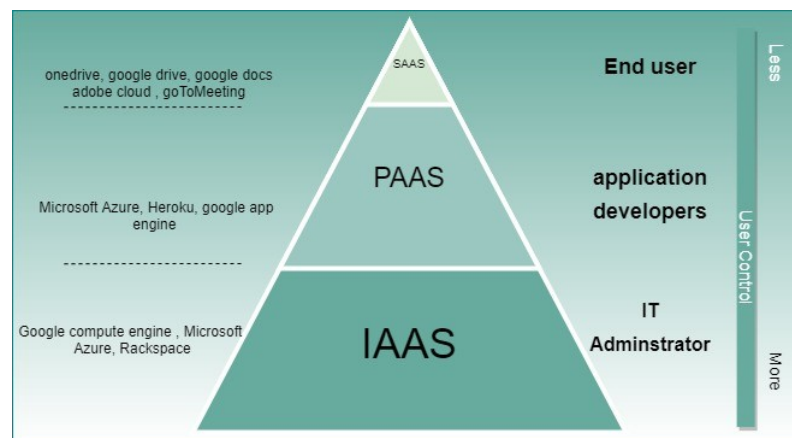 SAAS
onedrive, google drive, google docs
adobe cloud , goToMeeting
End user
Less
PAAS
Microsoft Azure, Heroku, google app
engine
application
developers
User Control
IAAS
Google compute engine , Microsoft
Azure, Rackspace
IT
Adminstrator
More